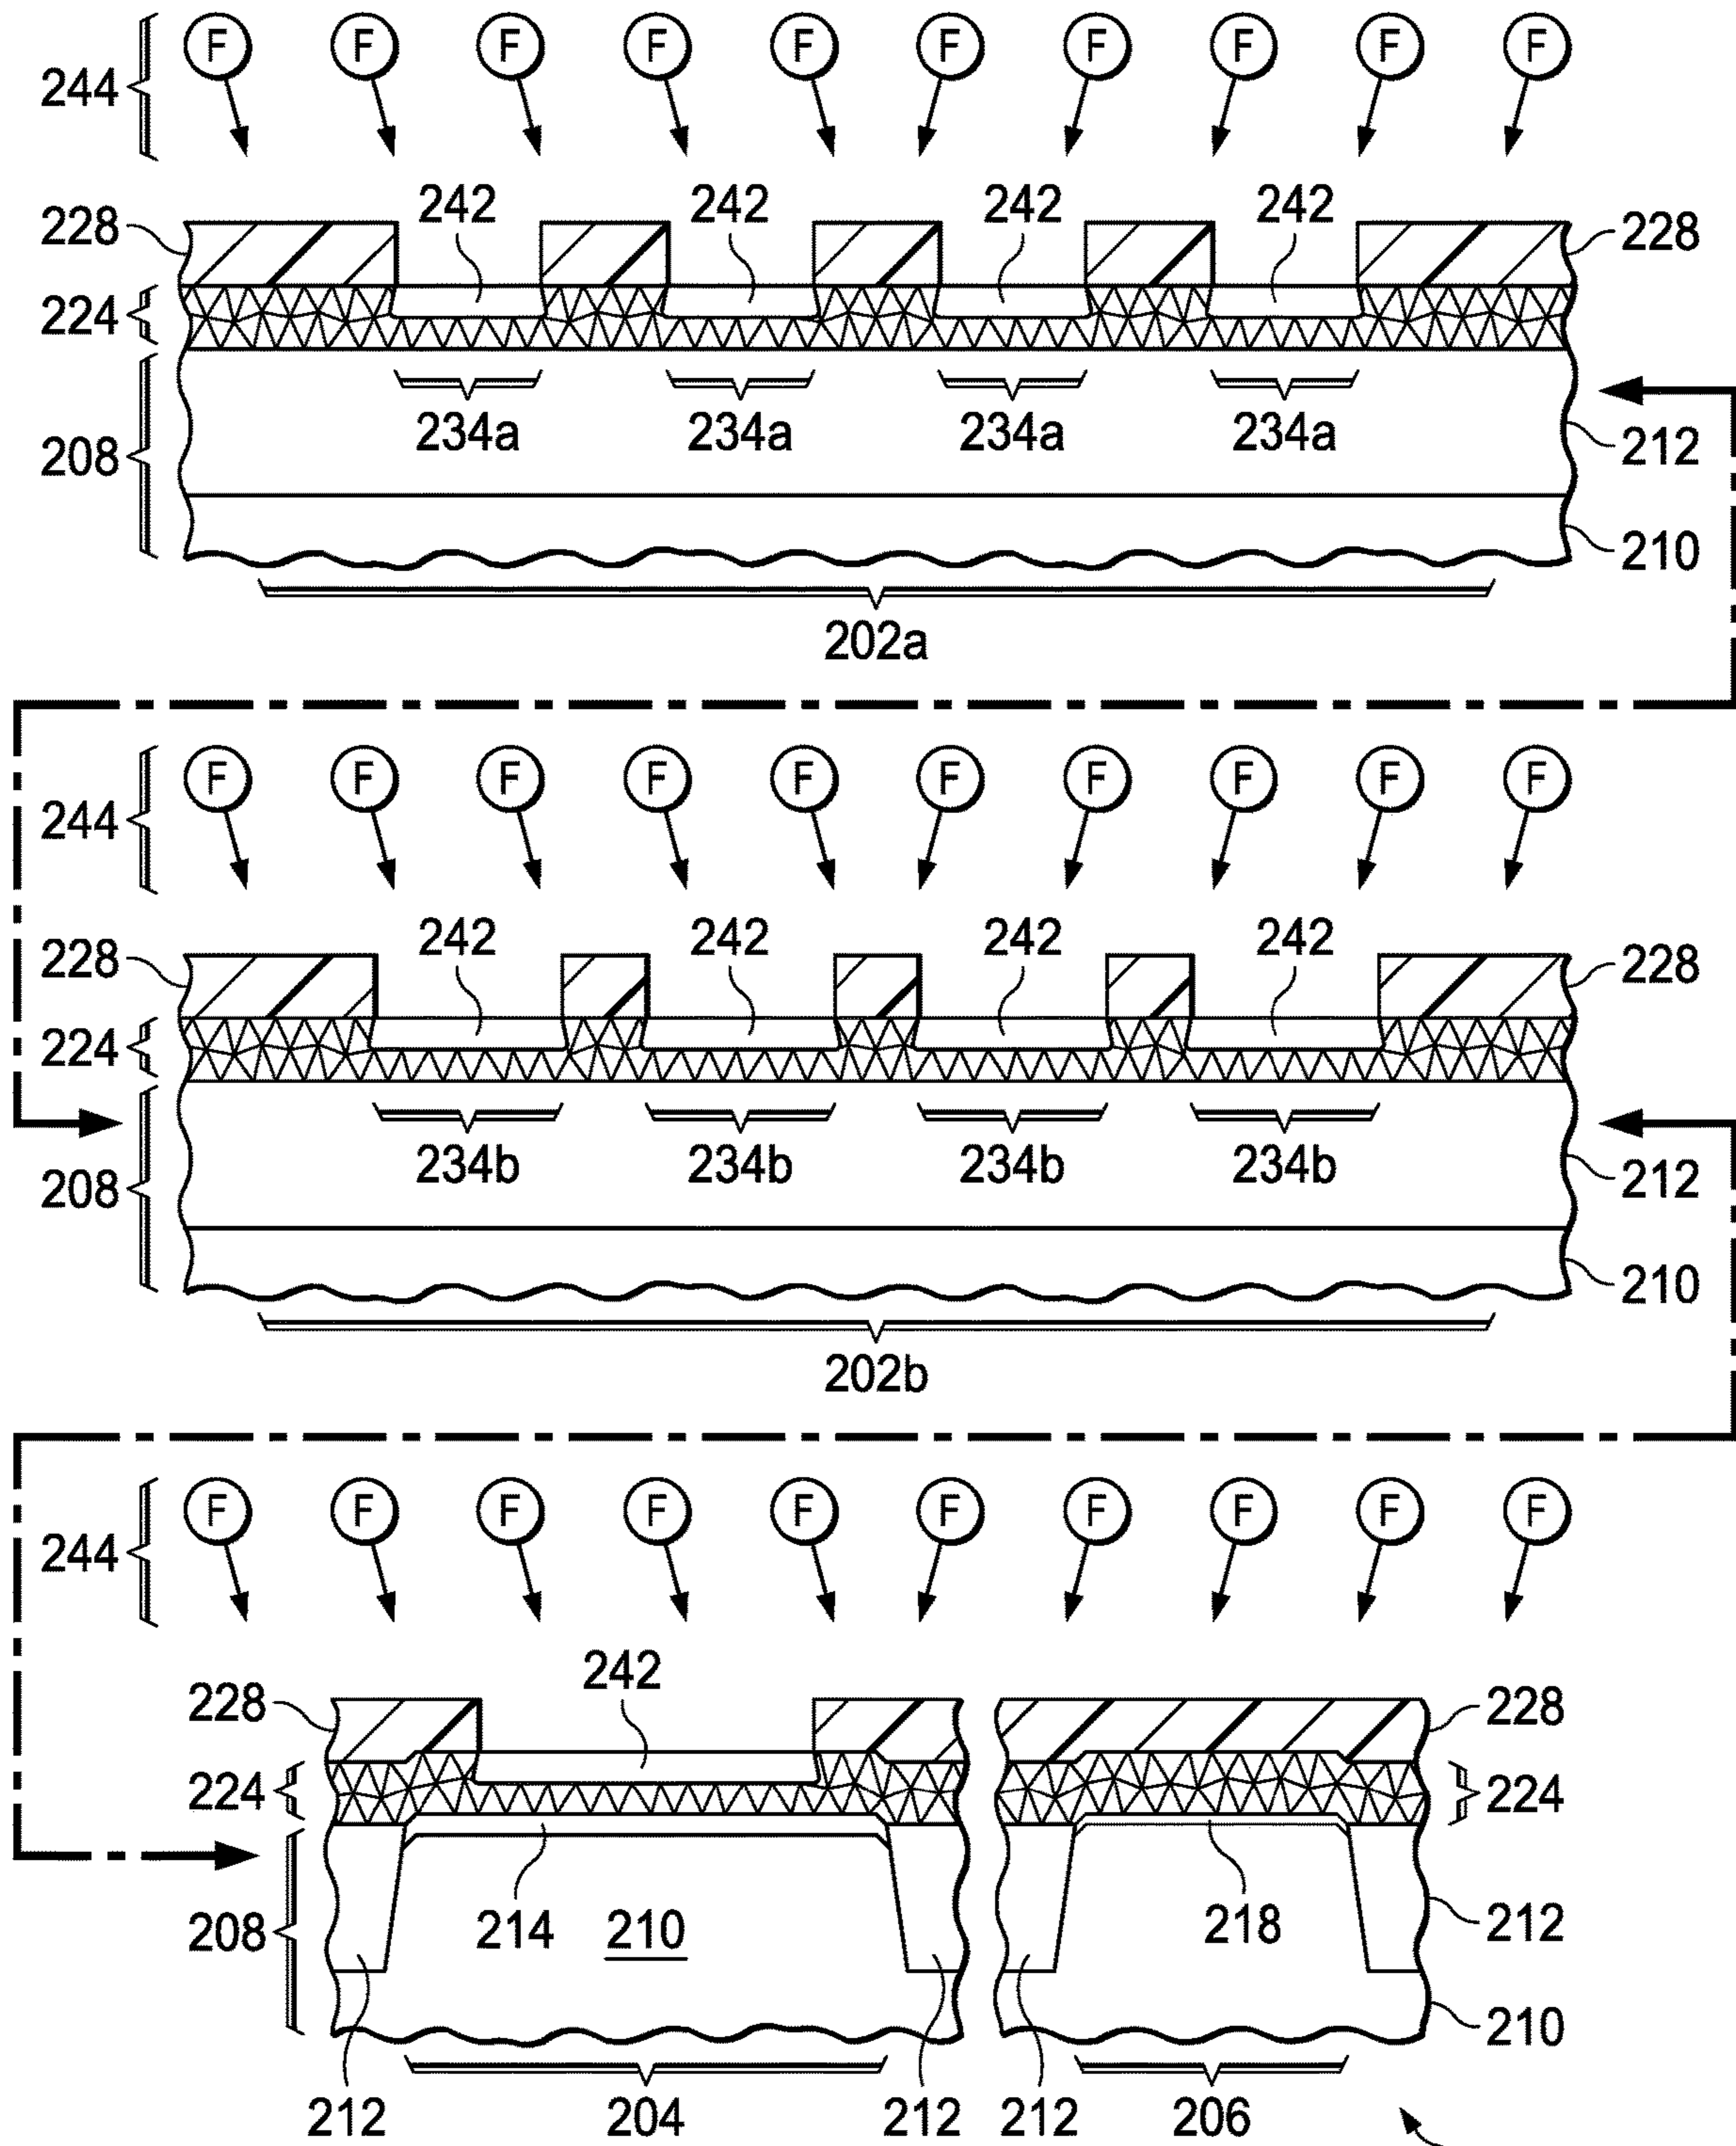 244 F F F F F F F F F F
242 242 242 242
228 228
224
234a 234a 234a 234a
208 212
210
202a
244 F F F F F F F F F F
242 242 242 242
228 228
224
234b 234b 234b 234b
208 212
210
202b
244 F F F F F F F F F F
242
228 228
224 224
208 214 210 218 212
210
212 204 212 212 206